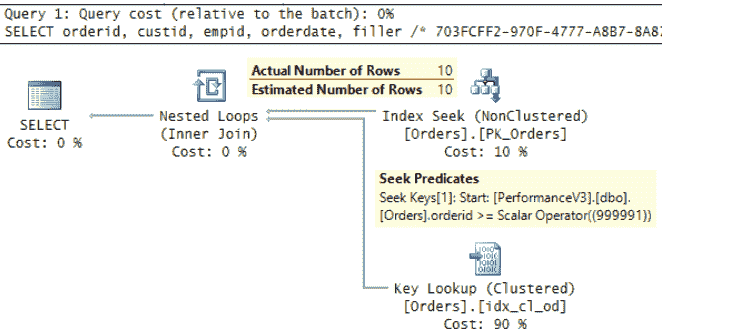 Query 1: Query cost (relative to the batch): 0%
SELECT orderid, custid, empid, orderdate, filler /* 703FCFF2-970F-4777-A8B7-8A8
Actual Number of Rows 10
Estimated Number of Rows 10
SELECT
Cost: 0 %
Nested Loops
(Inner Join)
Cost: 0 %
Index Seek (NonClustered)
[Orders].[PK_Orders]
Cost: 10 %
Seek Predicates
Seek Keys[1]: Start: [PerformanceV3].[dbo].
[Orders].orderid >= Scalar Operator((999991))
Key Lookup (Clustered)
[Orders].[idx_cl_od]
Cost: 90 %